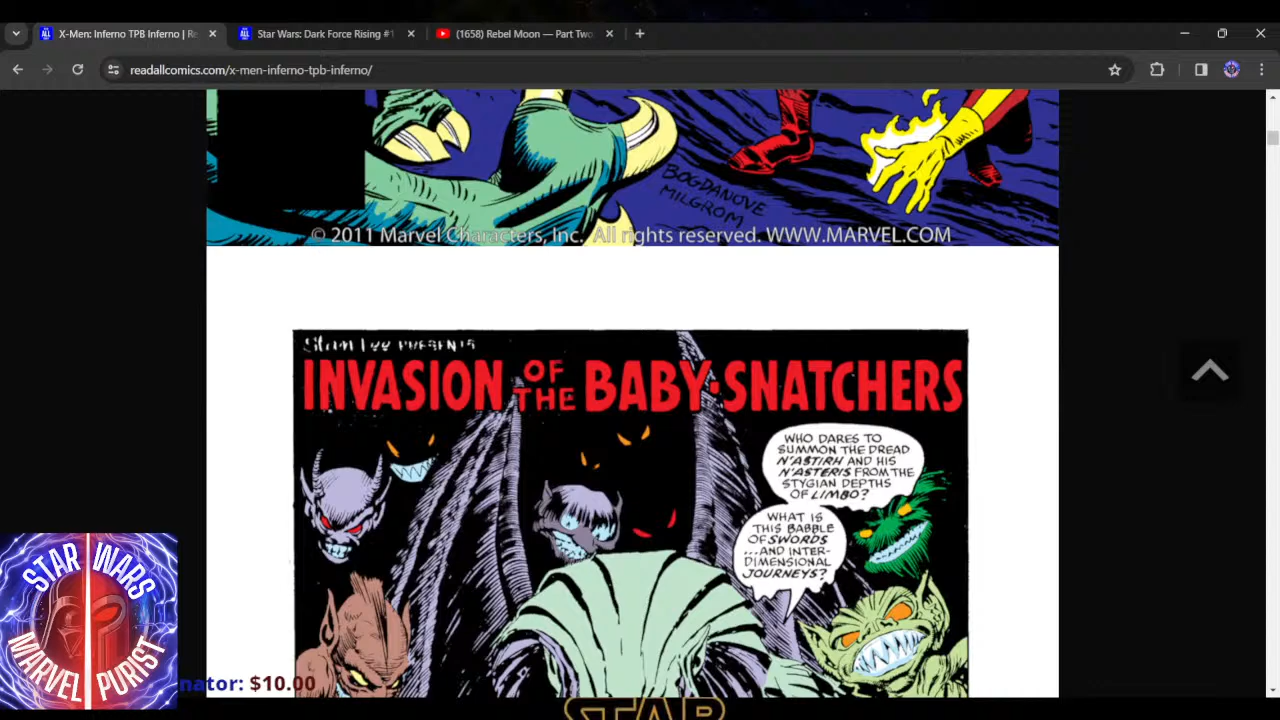 X-Men: Inferno TPB Inferno | Re
Star Wars: Dark Force Rising #1
(1658) Rebel Moon — Part Two
readallcomics.com/x-men-inferno-tpb-inferno/
BOGDANOVE
MILGROM
© 2011 Marvel Characters, Inc. All rights reserved. WWW.MARVEL.COM
Stan Lee PRESENTS
INVASION OF THE BABY-SNATCHERS
WHO DARES TO
SUMMON THE DREAD
N'ASTIRH AND HIS
N'ASTERIS FROM THE
STYGIAN DEPTHS
OF LIMBO?
WHAT IS
THIS BABBLE
OF SWORDS
...AND INTER-
DIMENSIONAL
JOURNEYS?
STAR WARS
MARVEL PURIST
nator: $10.00
STAR